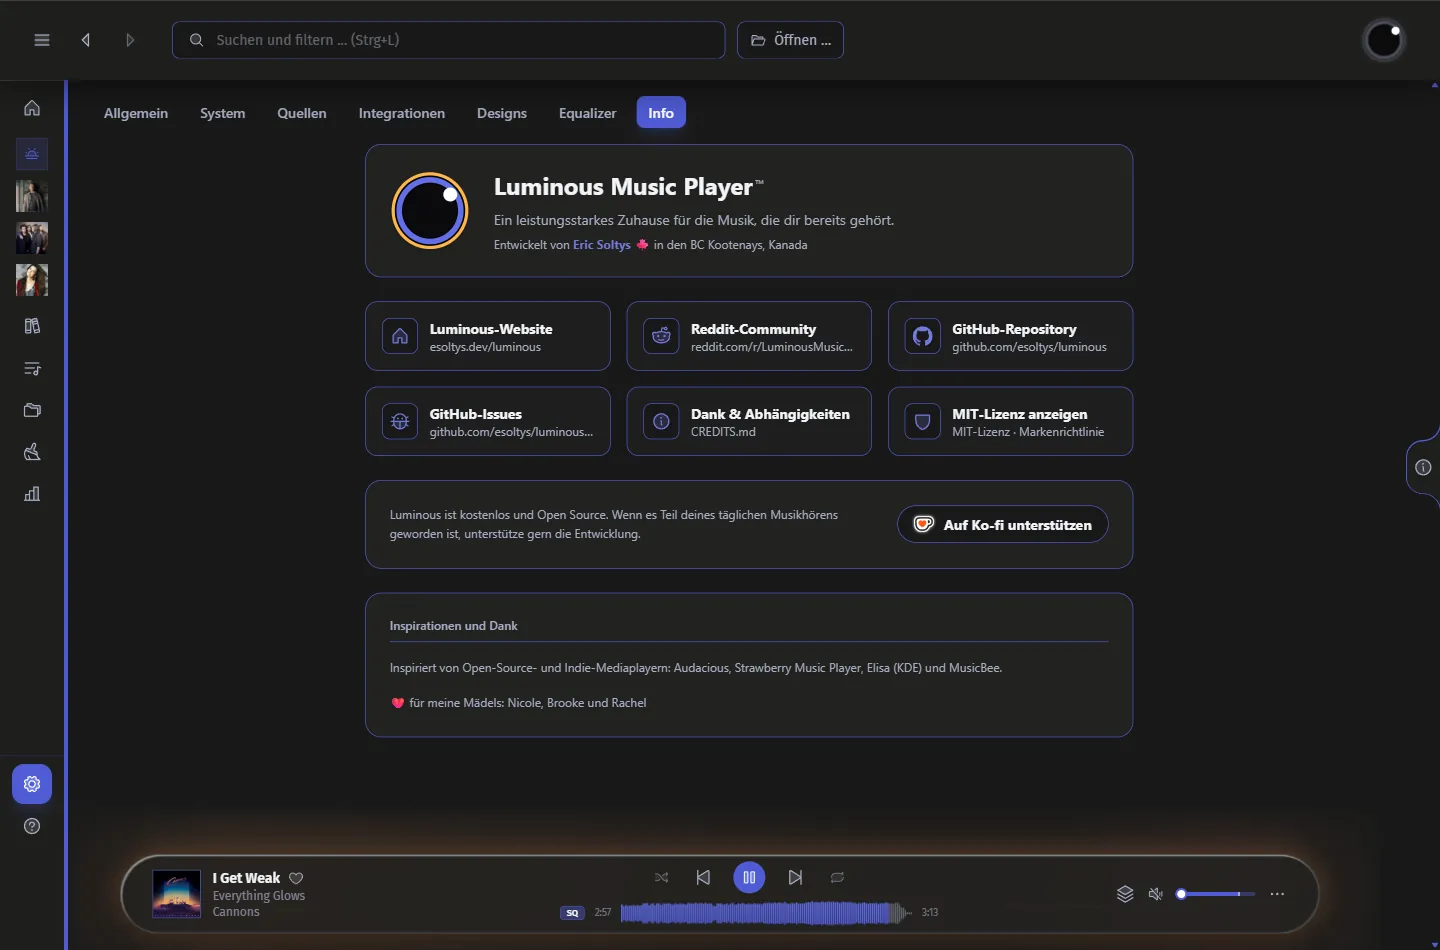 Suchen und filtern ... (Strg+L)
Öffnen ...
Allgemein
System
Quellen
Integrationen
Designs
Equalizer
Info
Luminous Music Player™
Ein leistungsstarkes Zuhause für die Musik, die dir bereits gehört.
Entwickelt von Eric Soltys in den BC Kootenays, Kanada
Luminous-Website
esoltys.dev/luminous
Reddit-Community
reddit.com/r/LuminousMusic...
GitHub-Repository
github.com/esoltys/luminous
GitHub-Issues
github.com/esoltys/luminous...
Dank & Abhängigkeiten
CREDITS.md
MIT-Lizenz anzeigen
MIT-Lizenz · Markenrichtlinie
Luminous ist kostenlos und Open Source. Wenn es Teil deines täglichen Musikhörens
geworden ist, unterstütze gern die Entwicklung.
Auf Ko-fi unterstützen
Inspirationen und Dank
Inspiriert von Open-Source- und Indie-Mediaplayern: Audacious, Strawberry Music Player, Elisa (KDE) und MusicBee.
für meine Mädels: Nicole, Brooke und Rachel
I Get Weak
Everything Glows
Cannons
SQ
2:57
3:13